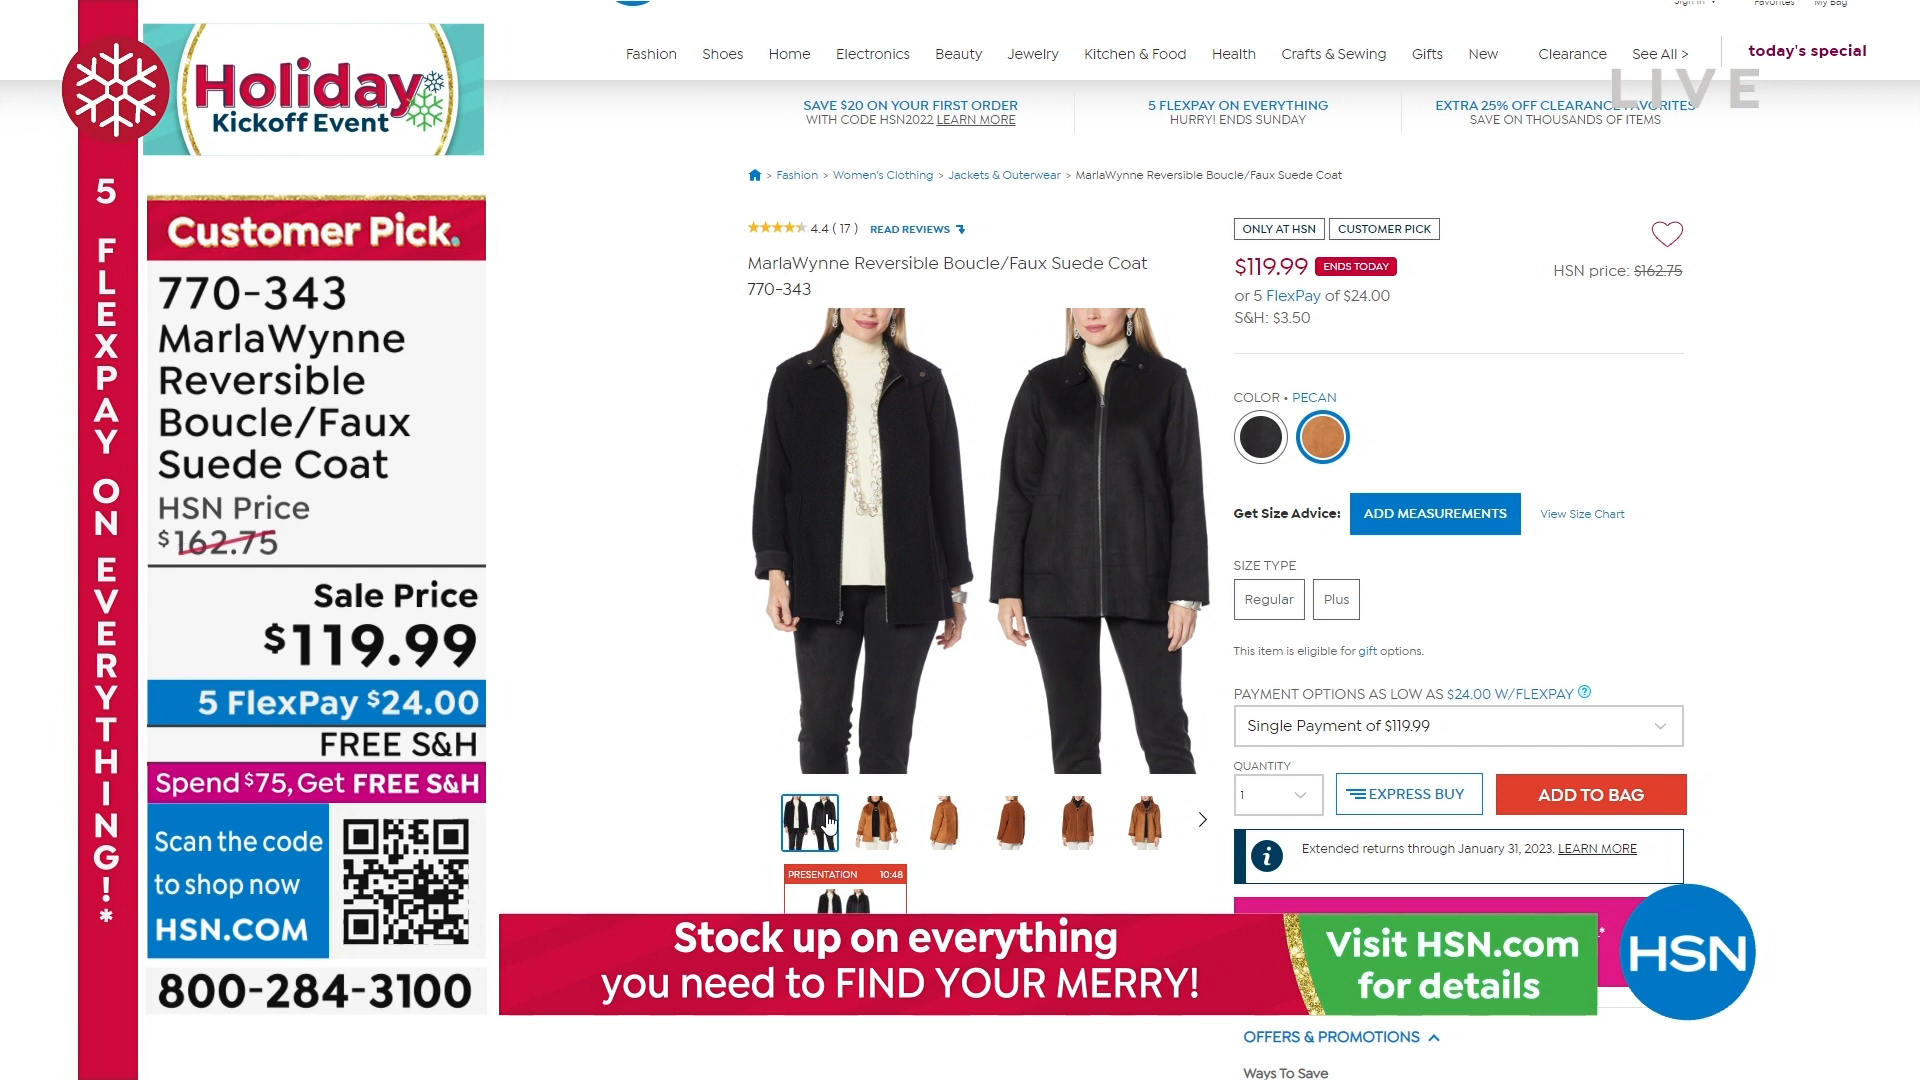 Sign In
Favorites
My Bag
Fashion
Shoes
Home
Electronics
Beauty
Jewelry
Kitchen & Food
Health
Crafts & Sewing
Gifts
New
Clearance
See All >
today's special
LIVE
Holiday
Kickoff Event
5 FLEXPAY ON EVERYTHING!*
SAVE $20 ON YOUR FIRST ORDER
WITH CODE HSN2022 LEARN MORE
5 FLEXPAY ON EVERYTHING
HURRY! ENDS SUNDAY
EXTRA 25% OFF CLEARANCE FAVORITES
SAVE ON THOUSANDS OF ITEMS
> Fashion > Women's Clothing > Jackets & Outerwear > MarlaWynne Reversible Boucle/Faux Suede Coat
Customer Pick.
770-343
MarlaWynne
Reversible
Boucle/Faux
Suede Coat
HSN Price
$162.75
Sale Price
$119.99
5 FlexPay $24.00
FREE S&H
Spend $75, Get FREE S&H
Scan the code
to shop now
HSN.COM
800-284-3100
4.4 ( 17 ) READ REVIEWS
MarlaWynne Reversible Boucle/Faux Suede Coat
770-343
ONLY AT HSN
CUSTOMER PICK
$119.99 ENDS TODAY
HSN price: $162.75
or 5 FlexPay of $24.00
S&H: $3.50
COLOR • PECAN
Get Size Advice:
ADD MEASUREMENTS
View Size Chart
SIZE TYPE
Regular
Plus
This item is eligible for gift options.
PAYMENT OPTIONS AS LOW AS $24.00 W/FLEXPAY ?
Single Payment of $119.99
QUANTITY
1
EXPRESS BUY
ADD TO BAG
i
Extended returns through January 31, 2023. LEARN MORE
PRESENTATION 10:48
Stock up on everything
you need to FIND YOUR MERRY!
Visit HSN.com
for details
HSN
OFFERS & PROMOTIONS
Ways To Save